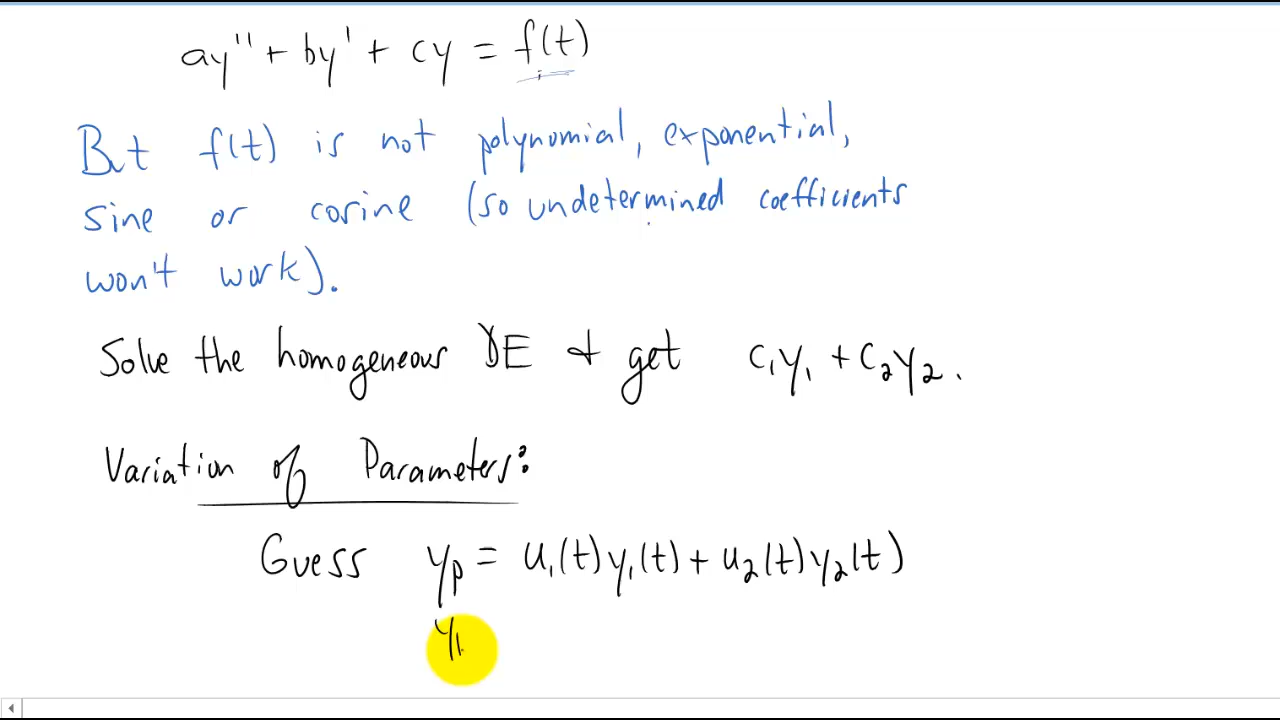 ay'' + by' + cy = f(t)
But f(t) is not polynomial, exponential,
sine or cosine (so undetermined coefficients
won't work).
Solve the homogeneous DE & get c₁y₁ + c₂y₂.
Variation of Parameters:
Guess yₚ = u₁(t)y₁(t) + u₂(t)y₂(t)